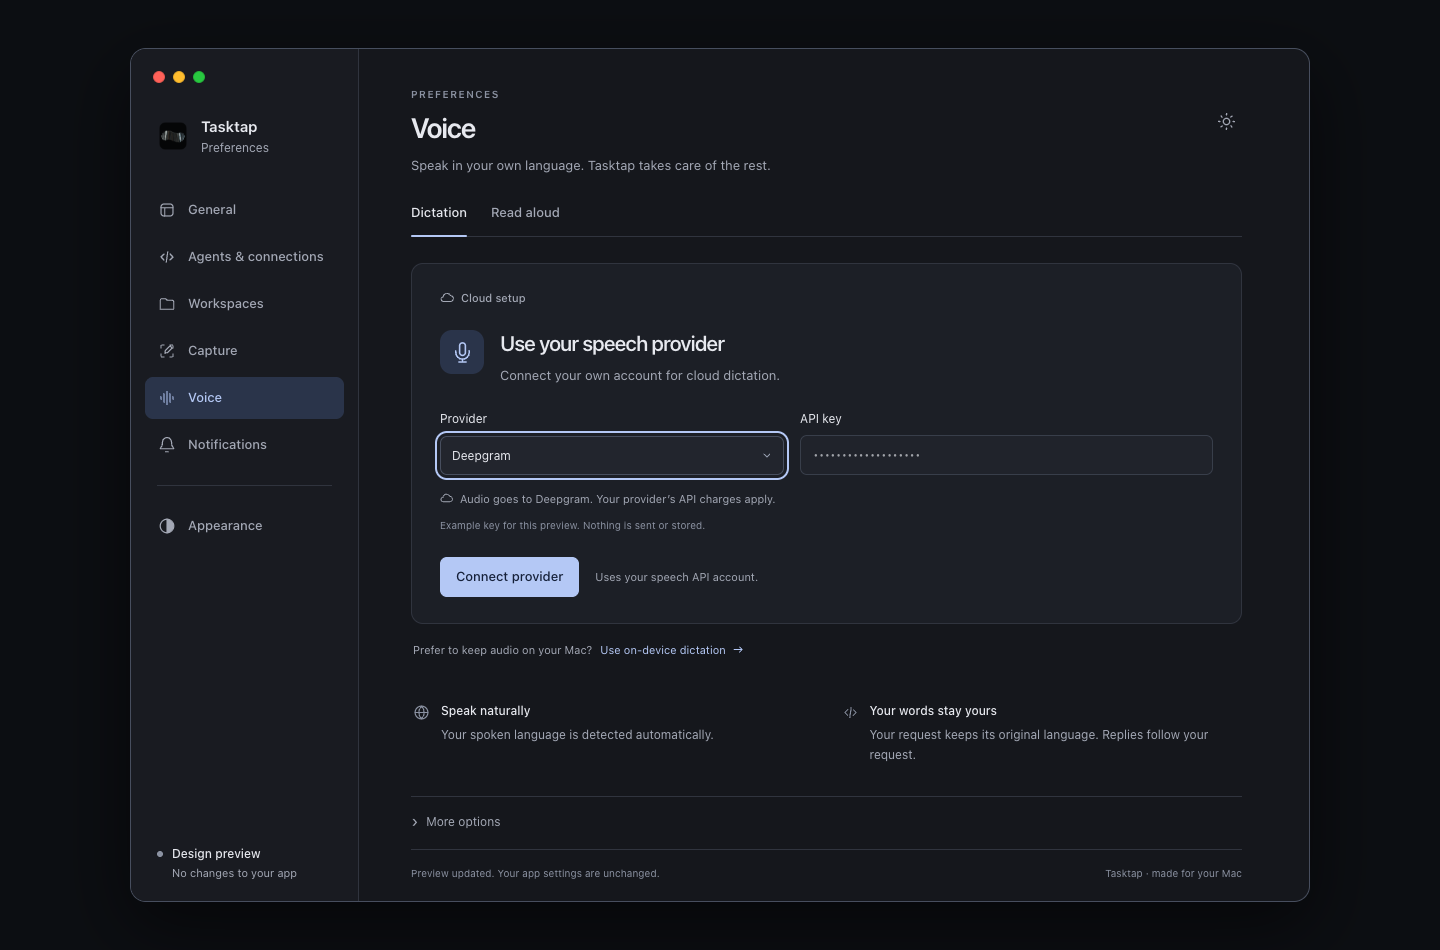 Tasktap
Preferences
General
Agents & connections
Workspaces
Capture
Voice
Notifications
Appearance
Design preview
No changes to your app
PREFERENCES
Voice
Speak in your own language. Tasktap takes care of the rest.
Dictation
Read aloud
Cloud setup
Use your speech provider
Connect your own account for cloud dictation.
Provider
API key
Deepgram
•••••••••••••••••••
Audio goes to Deepgram. Your provider's API charges apply.
Example key for this preview. Nothing is sent or stored.
Connect provider
Uses your speech API account.
Prefer to keep audio on your Mac? Use on-device dictation →
Speak naturally
Your spoken language is detected automatically.
Your words stay yours
Your request keeps its original language. Replies follow your
request.
More options
Preview updated. Your app settings are unchanged.
Tasktap · made for your Mac